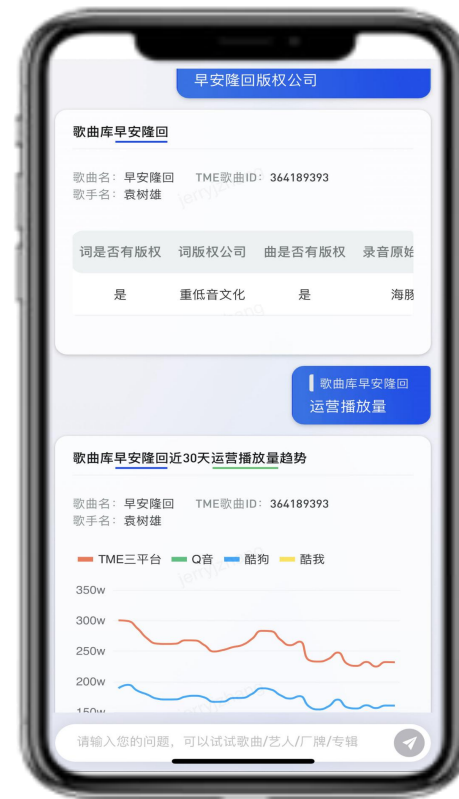 早安隆回版权公司
歌曲库早安隆回
歌曲名：早安隆回 TME歌曲ID：364189393
歌手名：袁树雄
词是否有版权 词版权公司 曲是否有版权 录音原始
是 重低音文化 是 海豚
歌曲库早安隆回
运营播放量
歌曲库早安隆回近30天运营播放量趋势
歌曲名：早安隆回 TME歌曲ID：364189393
歌手名：袁树雄
TME三平台 Q音 酷狗 酷我
350w
300w
250w
200w
150w
请输入您的问题，可以试试歌曲/艺人/厂牌/专辑